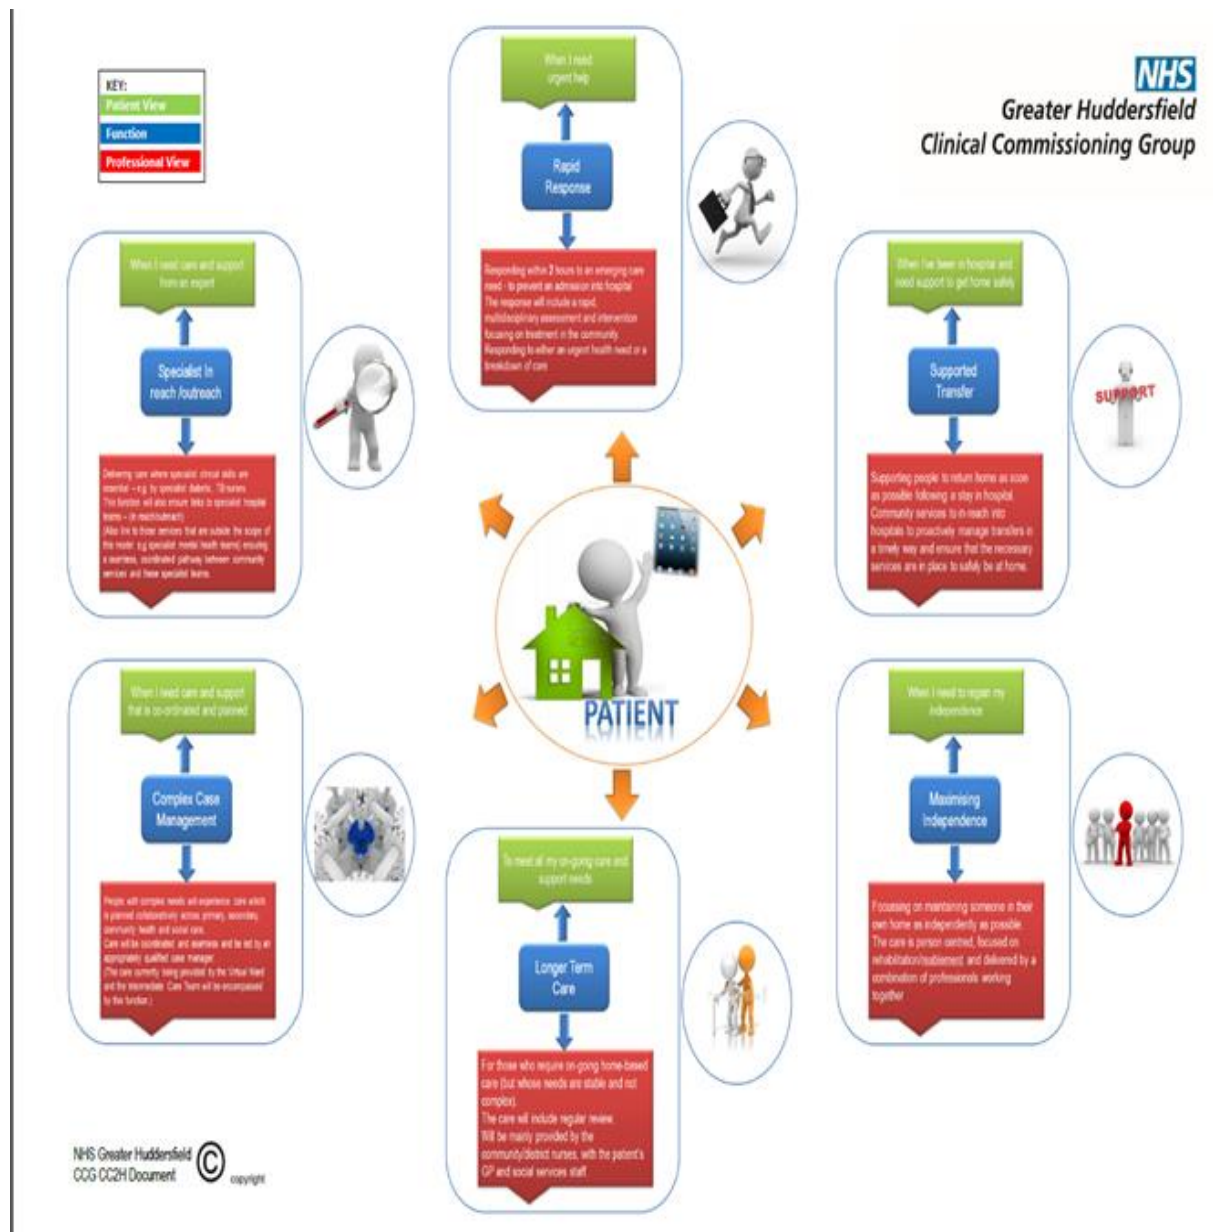 KEY:
Patient View
Function
Professional View
NHS
Greater Huddersfield
Clinical Commissioning Group
When I need
urgent help
Rapid
Response
Responding within 2 hours to an emerging care
need - to prevent an admission into hospital
The response will include a rapid,
multidisciplinary assessment and intervention
focusing on treatment in the community.
Responding to either an urgent health need or a
breakdown of care
When I need care and support
from an expert
Specialist In
reach /outreach
Delivering care where specialist clinical skills are
essential – e.g. by specialist diabetic, nurses
This function will also ensure links to specialist hospital
teams – (in reach/outreach)
(Also link to those services that are outside the scope of
this model e.g specialist mental health teams) ensuring
a seamless, coordinated pathway between community
services and these specialist teams.
When I've been in hospital and
need support to get home safely
Supported
Transfer
SUPPORT
Supporting people to return home as soon
as possible following a stay in hospital.
Community services to in-reach into
hospitals to proactively manage transfers in
a timely way and ensure that the necessary
services are in place to safely be at home.
PATIENT
When I need care and support
that is co-ordinated and planned
Complex Case
Management
People with complex needs will experience care which
is planned collaboratively across primary, secondary,
community health and social care.
Care will be coordinated and seamless and be led by an
appropriately qualified case manager.
(The care currently being provided by the Virtual Ward
and the Intermediate Care Team will be encompassed
by this function.)
When I need to regain my
independence
Maximising
Independence
Focussing on maintaining someone in their
own home as independently as possible.
The care is person centred, focused on
rehabilitation/reablement and delivered by a
combination of professionals working
together
To meet all my on-going care and
support needs
Longer Term
Care
For those who require on-going home-based
care (but whose needs are stable and not
complex).
The care will include regular review.
Will be mainly provided by the
community/district nurses, with the patient's
GP and social services staff
NHS Greater Huddersfield
CCG CC2H Document
© copyright